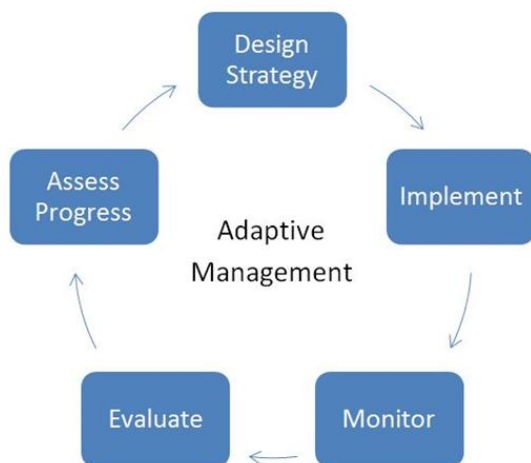 Design
Strategy
Assess
Progress
Implement
Adaptive
Management
Evaluate
Monitor